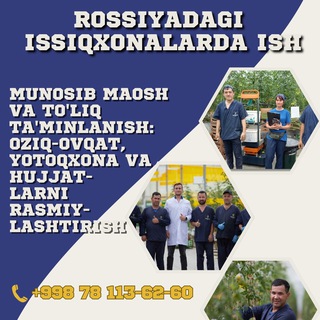 ROSSIYADAGI
ISSIQXONALARDA ISH
MUNOSIB MAOSH
VA TO'LIQ
TA'MINLANISH:
OZIQ-OVQAT,
YOTOQXONA VA
HUJJAT-
LARNI
RASMIY-
LASHTIRISH
+998 78 113-62-60